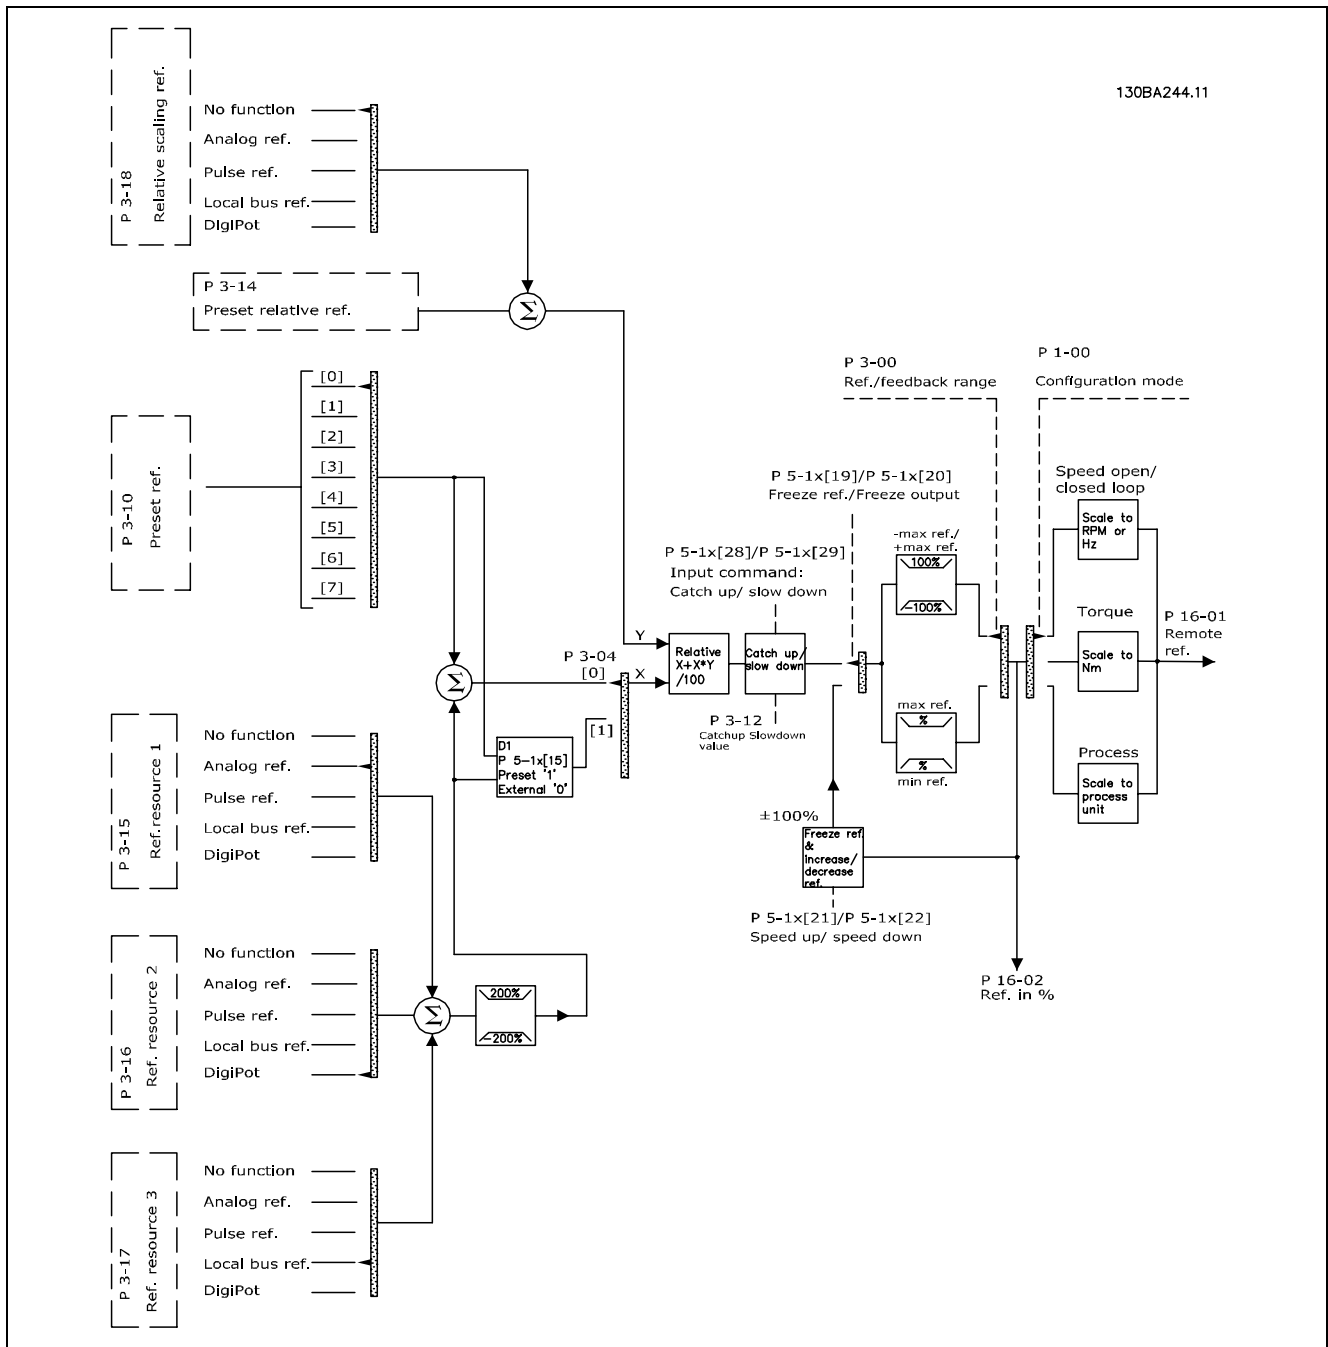 130BA244.11
P 3-18
Relative scaling ref.
No function
Analog ref.
Pulse ref.
Local bus ref.
DigiPot
P 3-14
Preset relative ref.
Σ
P 3-10
Preset ref.
[0]
[1]
[2]
[3]
[4]
[5]
[6]
[7]
Σ
Y
X
P 3-04
[0]
[1]
D1
P 5-1x[15]
Preset '1'
External '0'
Relative
X+X*Y
/100
P 5-1x[28]/P 5-1x[29]
Input command:
Catch up/ slow down
Catch up/
slow down
P 3-12
Catchup Slowdown
value
P 5-1x[19]/P 5-1x[20]
Freeze ref./Freeze output
P 3-00
Ref./feedback range
P 1-00
Configuration mode
-max ref./
+max ref.
100%
-100%
max ref.
%
%
min ref.
±100%
Freeze ref.
&
increase/
decrease
ref.
P 5-1x[21]/P 5-1x[22]
Speed up/ speed down
P 16-02
Ref. in %
Speed open/
closed loop
Scale to
RPM or
Hz
Torque
Scale to
Nm
Process
Scale to
process
unit
P 16-01
Remote
ref.
P 3-15
Ref.resource 1
No function
Analog ref.
Pulse ref.
Local bus ref.
DigiPot
P 3-16
Ref. resource 2
No function
Analog ref.
Pulse ref.
Local bus ref.
DigiPot
Σ
200%
-200%
P 3-17
Ref. resource 3
No function
Analog ref.
Pulse ref.
Local bus ref.
DigiPot